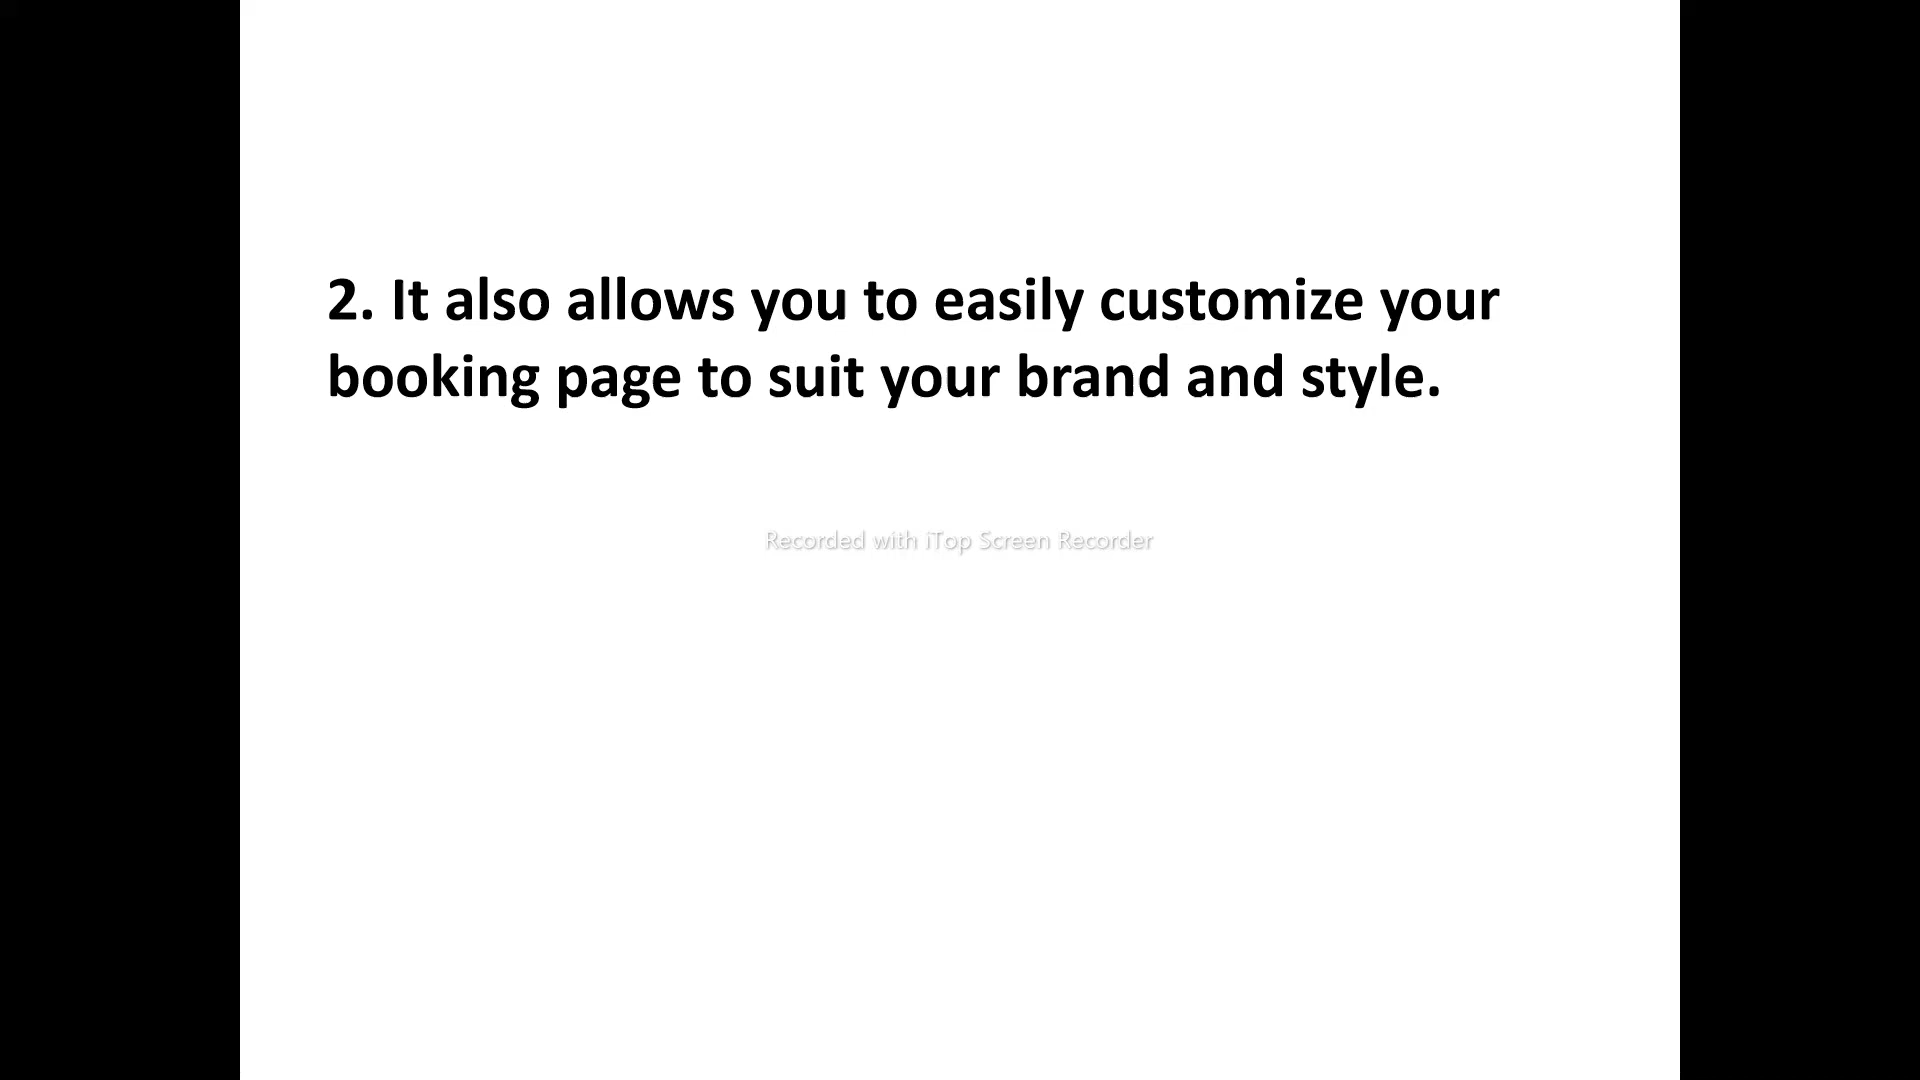 2. It also allows you to easily customize your
booking page to suit your brand and style.
Recorded with iTop Screen Recorder